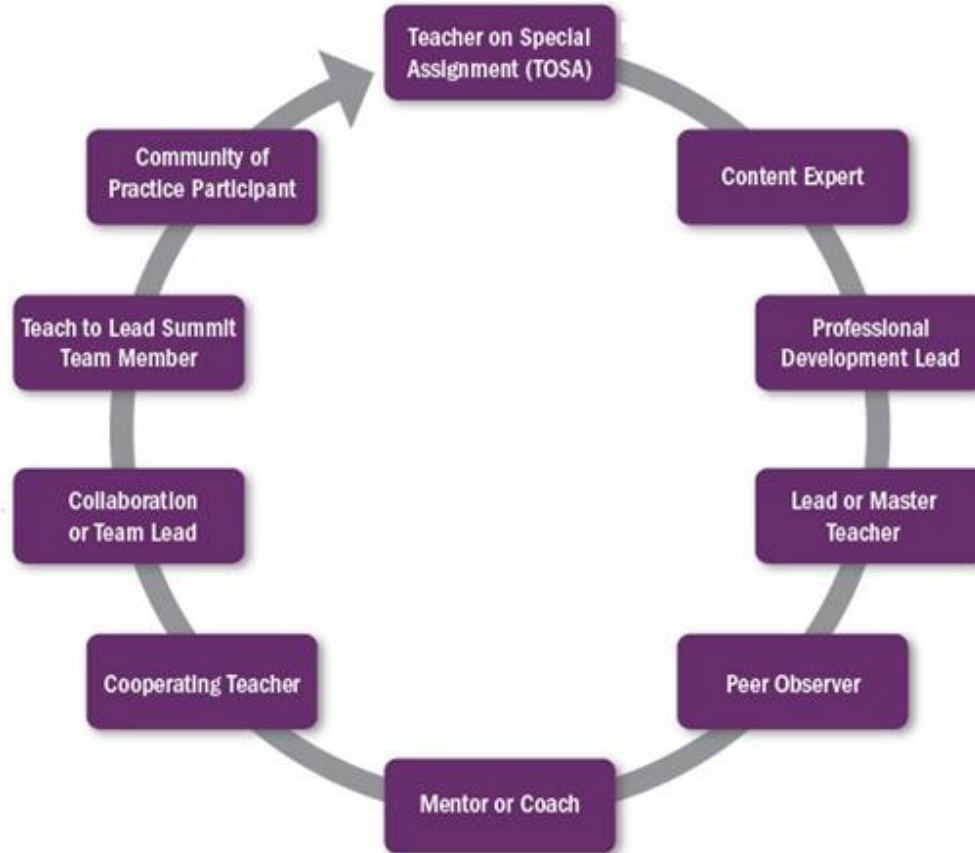 Teacher on Special
Assignment (TOSA)
Content Expert
Professional
Development Lead
Lead or Master
Teacher
Peer Observer
Mentor or Coach
Cooperating Teacher
Collaboration
or Team Lead
Teach to Lead Summit
Team Member
Community of
Practice Participant